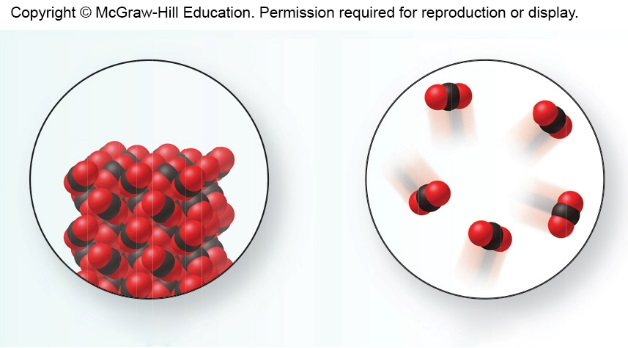 Copyright © McGraw-Hill Education. Permission required for reproduction or display.